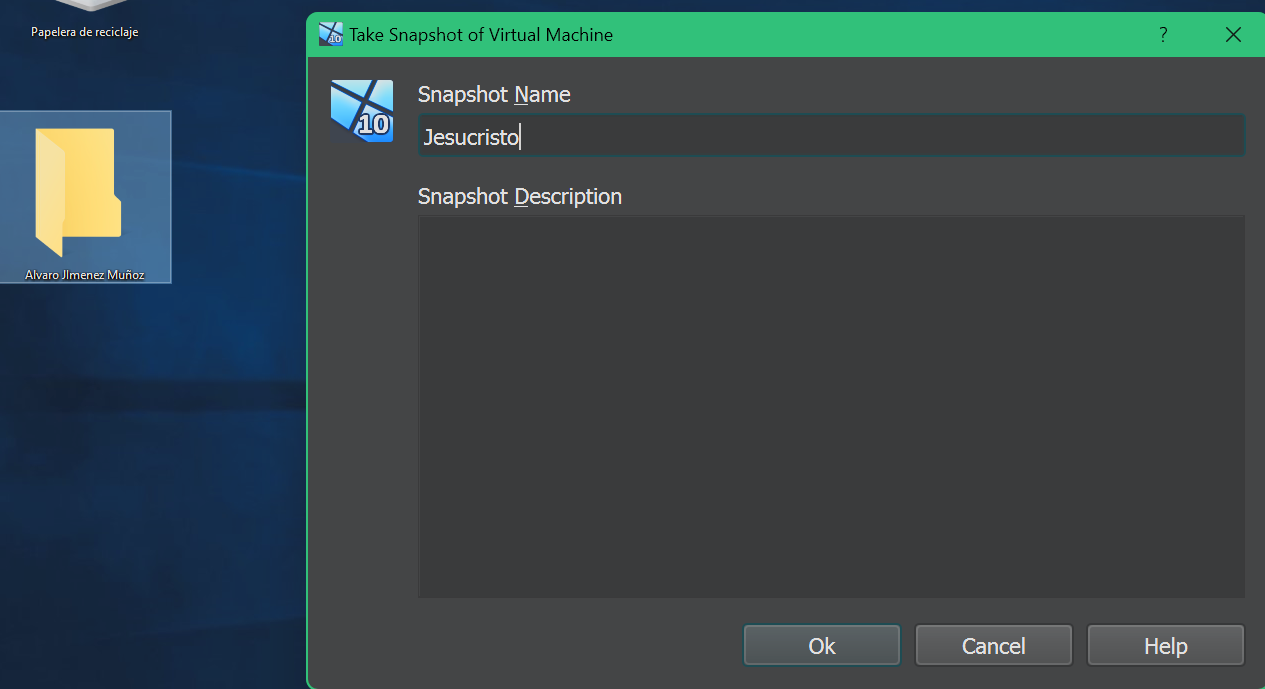 Papelera de reciclaje
Alvaro JImenez Muñoz
10 Take Snapshot of Virtual Machine ?
10
Snapshot Name
Jesucristo
Snapshot Description
Ok Cancel Help